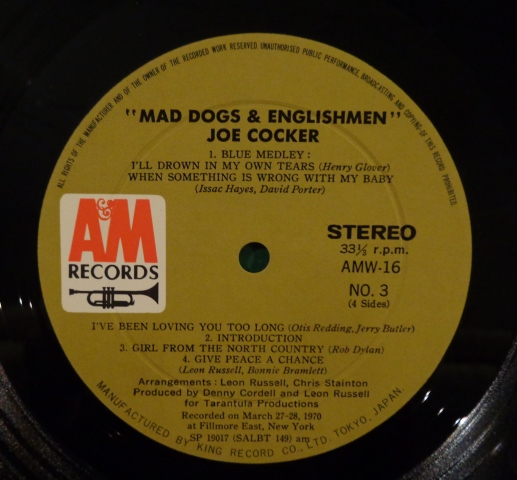 ALL RIGHTS OF THE MANUFACTURER AND OF THE OWNER OF THE RECORDED WORK RESERVED. UNAUTHORISED PUBLIC PERFORMANCE, BROADCASTING AND COPYING OF THIS RECORD PROHIBITED.
"MAD DOGS & ENGLISHMEN"
JOE COCKER
1. BLUE MEDLEY :
I'LL DROWN IN MY OWN TEARS (Henry Glover)
WHEN SOMETHING IS WRONG WITH MY BABY
(Issac Hayes, David Porter)
A&M
RECORDS
STEREO
33⅓ r.p.m.
AMW-16
NO. 3
(4 Sides)
I'VE BEEN LOVING YOU TOO LONG (Otis Redding, Jerry Butler)
2. INTRODUCTION
3. GIRL FROM THE NORTH COUNTRY (Bob Dylan)
4. GIVE PEACE A CHANCE
(Leon Russell, Bonnie Bramlett)
Arrangements : Leon Russell, Chris Stainton
Produced by Denny Cordell and Leon Russell
for Tarantula Productions
Recorded on March 27-28, 1970
at Fillmore East, New York
SP 19017 (SALBT 149) am
MANUFACTURED BY KING RECORD CO., LTD. TOKYO, JAPAN.